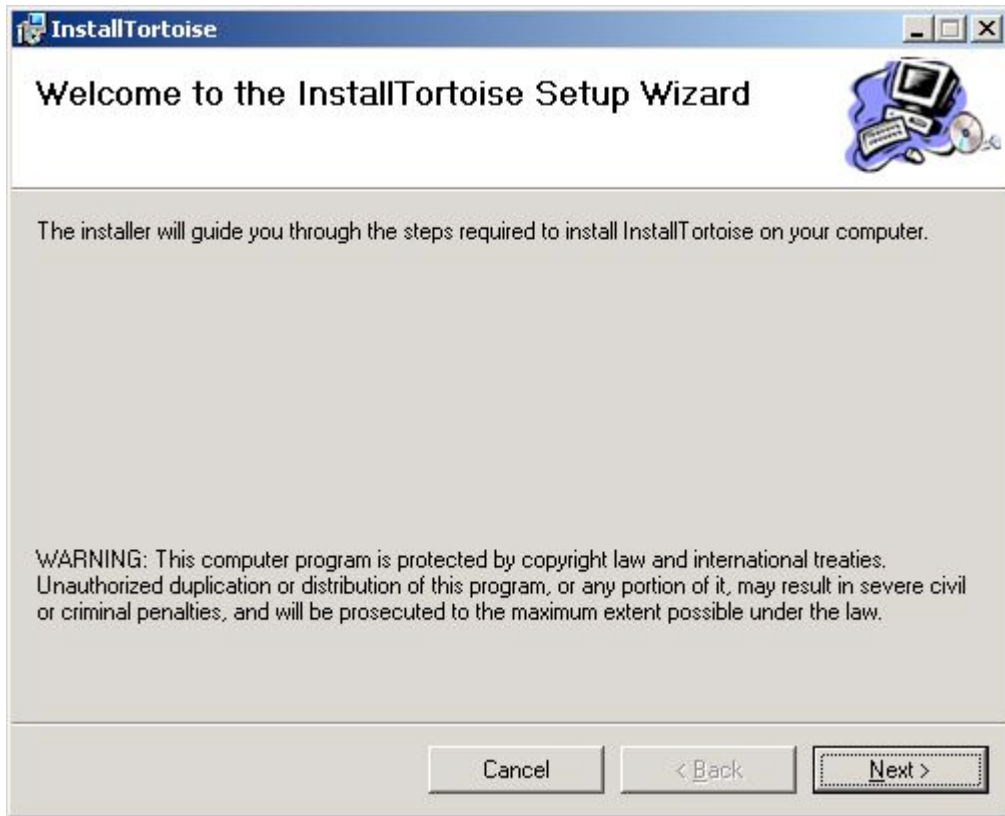 InstallTortoise
Welcome to the InstallTortoise Setup Wizard
The installer will guide you through the steps required to install InstallTortoise on your computer.
WARNING: This computer program is protected by copyright law and international treaties.
Unauthorized duplication or distribution of this program, or any portion of it, may result in severe civil
or criminal penalties, and will be prosecuted to the maximum extent possible under the law.
Cancel
< Back
Next >